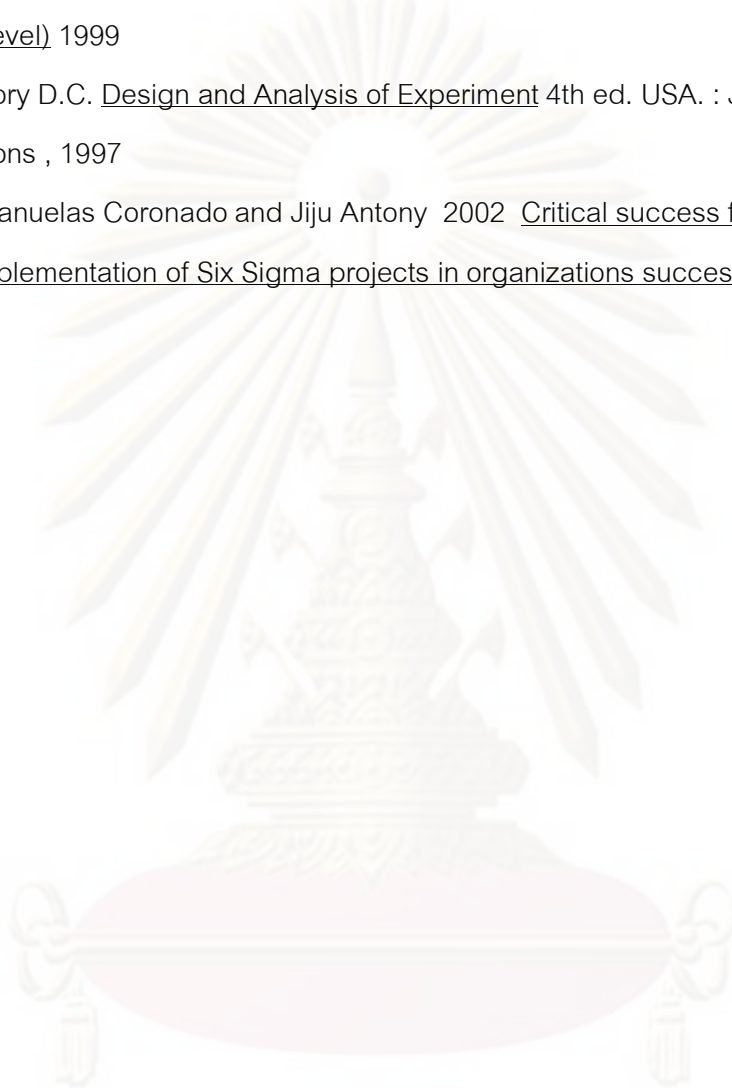 evel) 1999
ory D.C. Design and Analysis of Experiment 4th ed. USA. : J
ons , 1997
anuelas Coronado and Jiju Antony 2002 Critical success f
plementation of Six Sigma projects in organizations succes